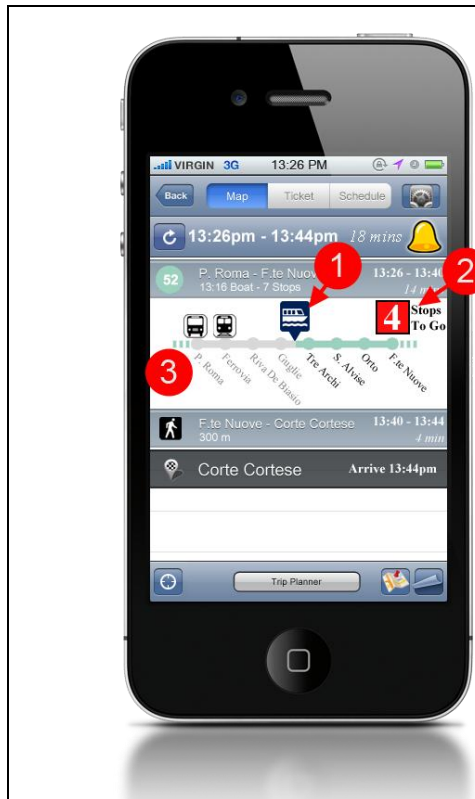 VIRGIN 3G 13:26 PM
Back Map Ticket Schedule
13:26pm - 13:44pm 18 mins
1
2
52 P. Roma - F.te Nuov 13:26 - 13:40
13:16 Boat - 7 Stops 14 min
4 Stops
To Go
3
P. Roma
Ferrovia
Riva De Biasio
Guglie
Tre Archi
S. Alvise
Orto
F.te Nuove
F.te Nuove - Corte Cortese 13:40 - 13:44
300 m 4 min
Corte Cortese Arrive 13:44pm
Trip Planner